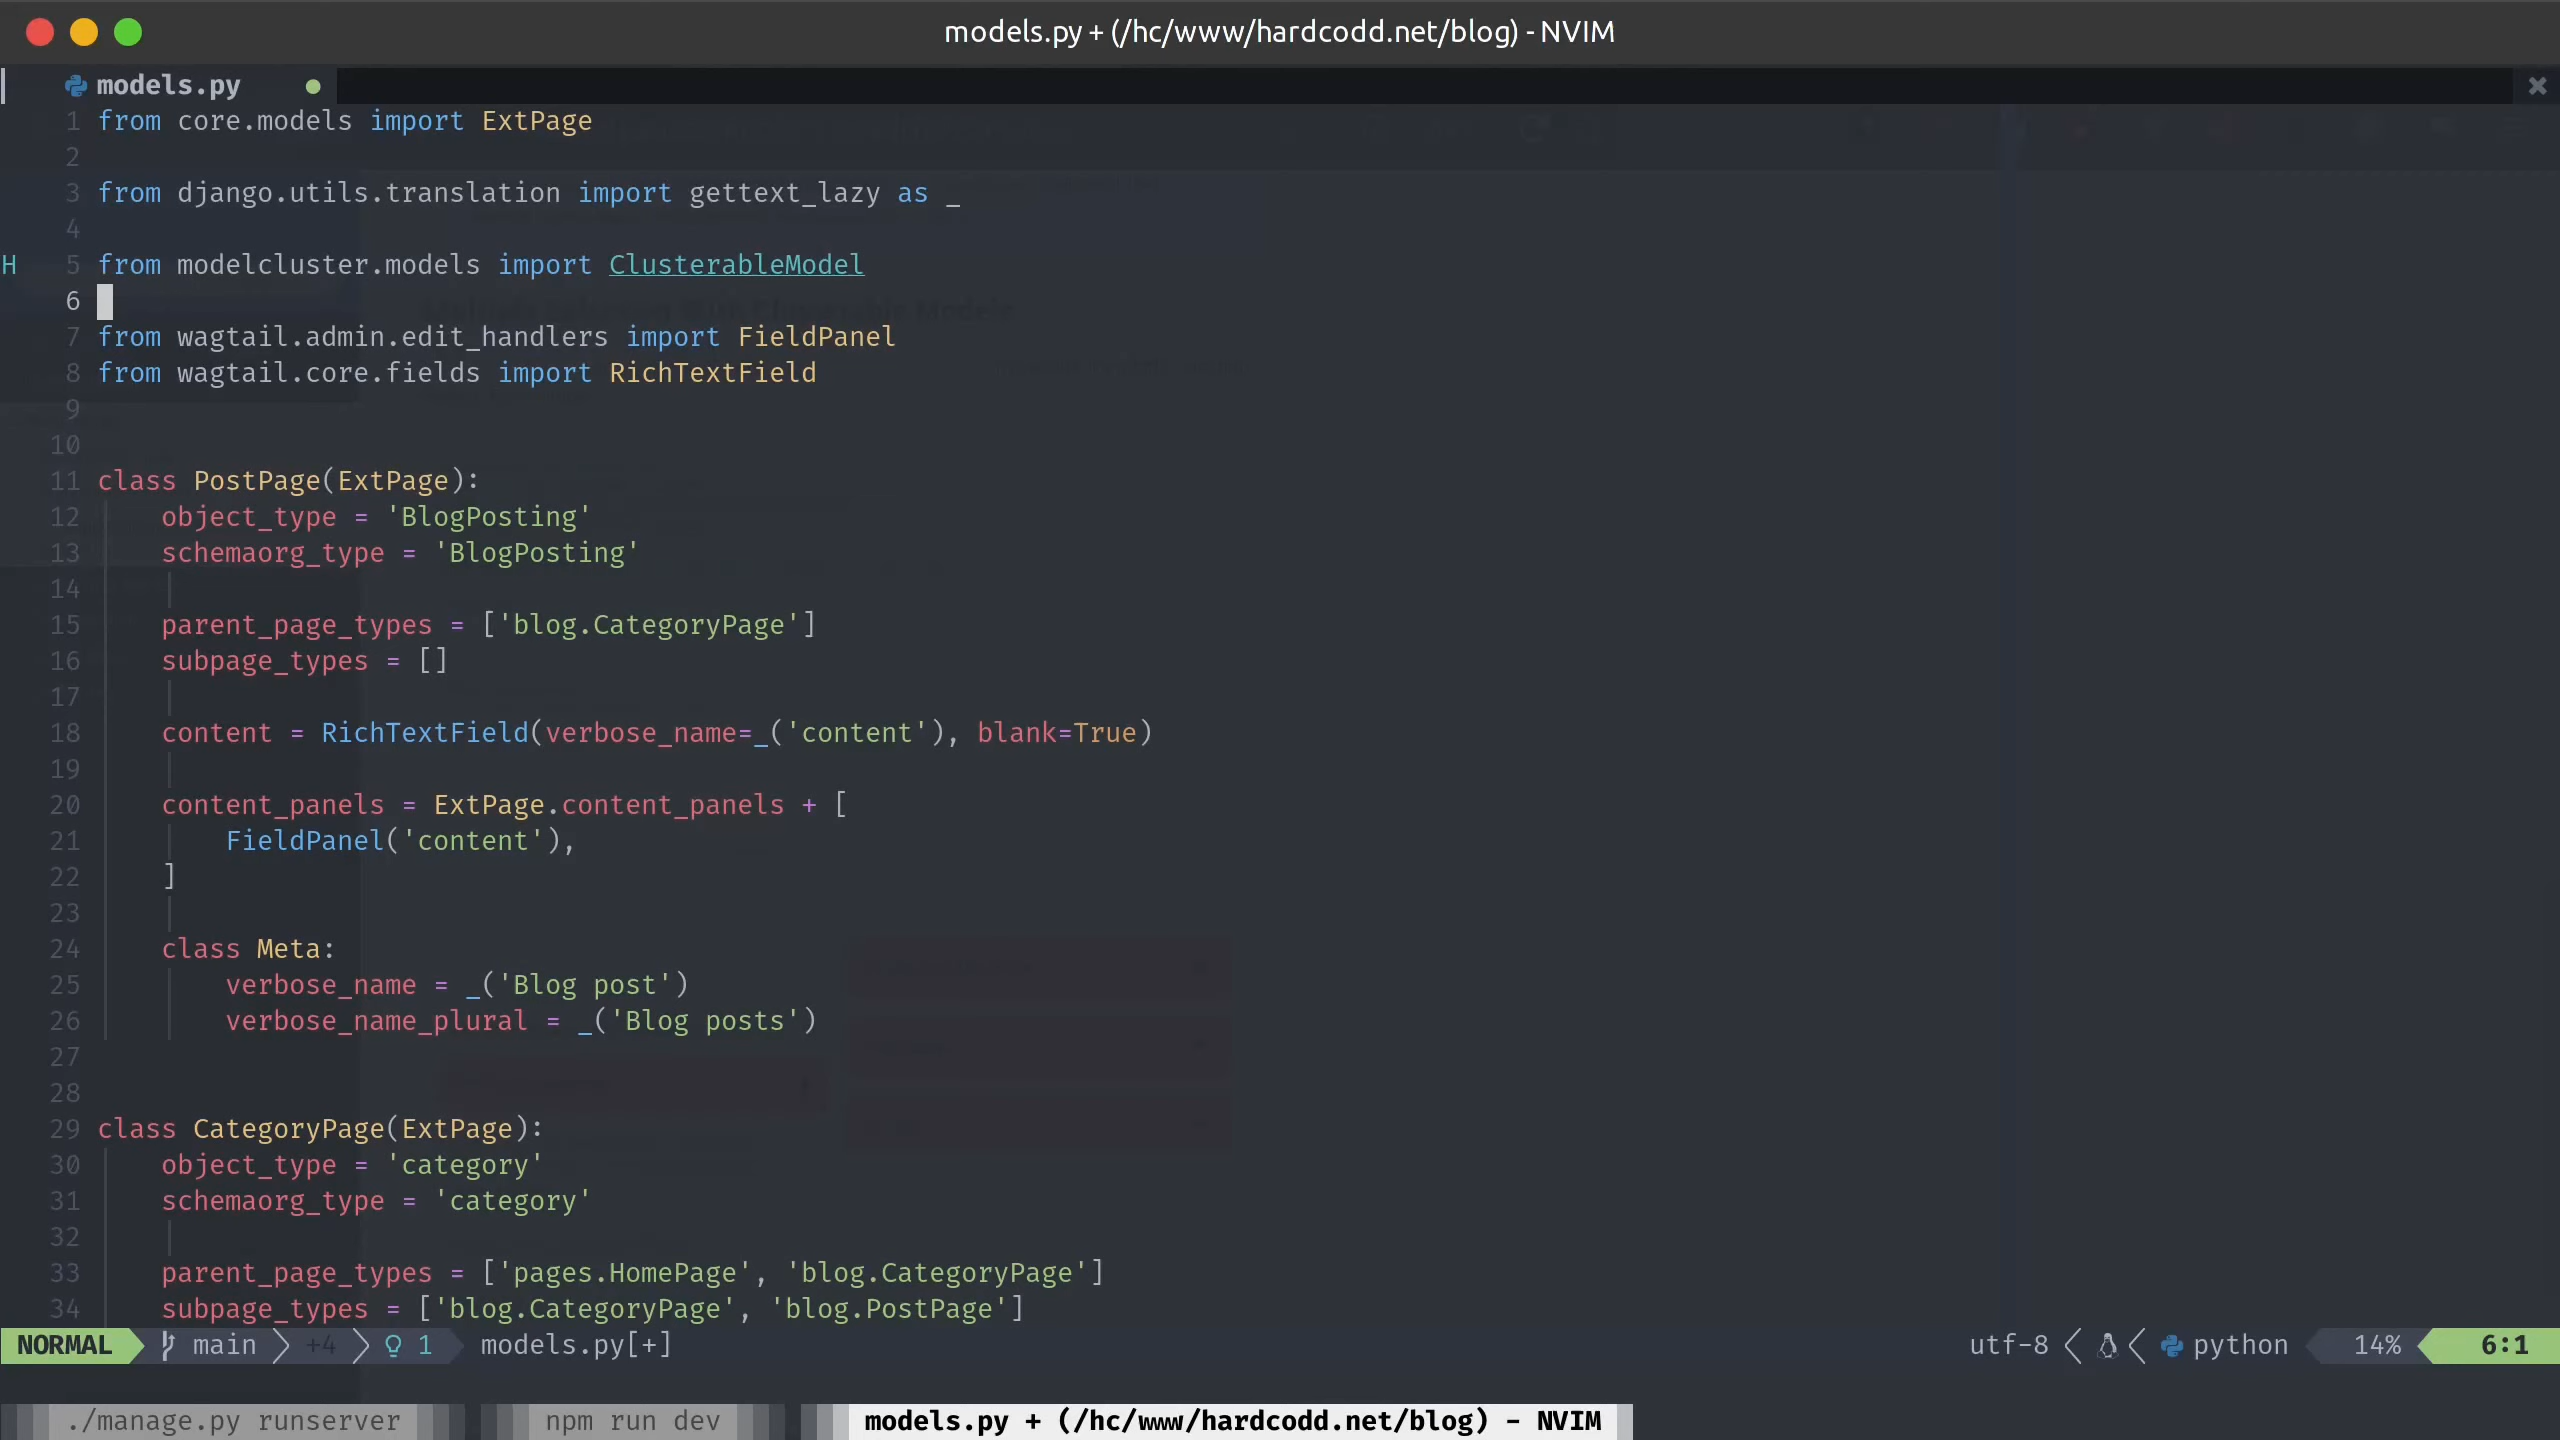 models.py + (/hc/www/hardcodd.net/blog) - NVIM
models.py
1 from core.models import ExtPage
2
3 from django.utils.translation import gettext_lazy as _
4
H 5 from modelcluster.models import ClusterableModel
6
7 from wagtail.admin.edit_handlers import FieldPanel
8 from wagtail.core.fields import RichTextField
9
10
11 class PostPage(ExtPage):
12     object_type = 'BlogPosting'
13     schemaorg_type = 'BlogPosting'
14
15     parent_page_types = ['blog.CategoryPage']
16     subpage_types = []
17
18     content = RichTextField(verbose_name=_('content'), blank=True)
19
20     content_panels = ExtPage.content_panels + [
21         FieldPanel('content'),
22     ]
23
24     class Meta:
25         verbose_name = _('Blog post')
26         verbose_name_plural = _('Blog posts')
27
28
29 class CategoryPage(ExtPage):
30     object_type = 'category'
31     schemaorg_type = 'category'
32
33     parent_page_types = ['pages.HomePage', 'blog.CategoryPage']
34     subpage_types = ['blog.CategoryPage', 'blog.PostPage']
NORMAL main +4 1 models.py[+] utf-8 python 14% 6:1
./manage.py runserver npm run dev models.py + (/hc/www/hardcodd.net/blog) - NVIM